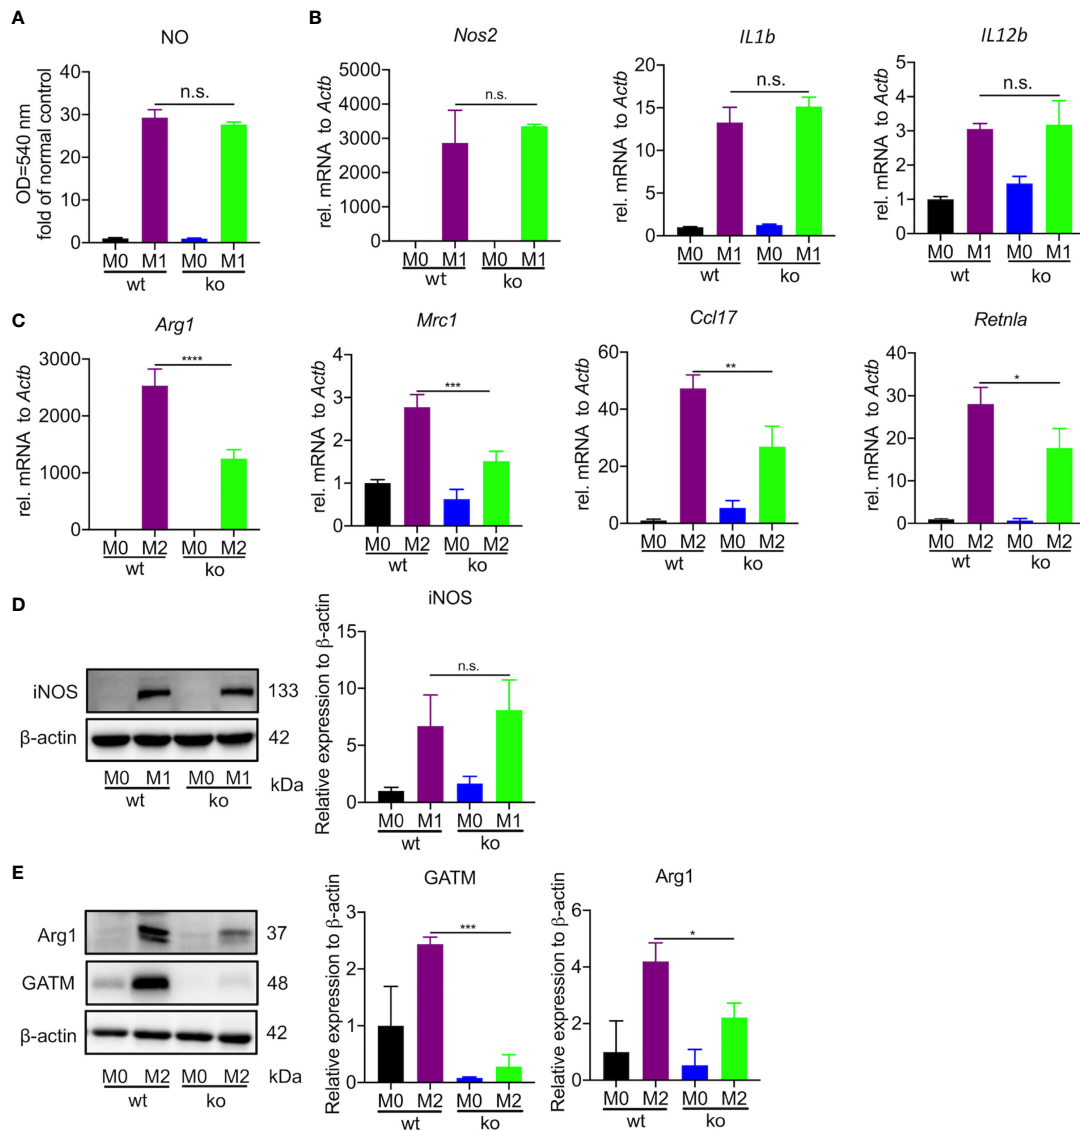 A
NO
OD=540 nm
fold of normal control
40
30
20
10
0
n.s.
M0 M1 M0 M1
wt ko
B
Nos2
rel. mRNA to Actb
5000
4000
3000
2000
1000
0
n.s.
M0 M1 M0 M1
wt ko
IL1b
rel. mRNA to Actb
20
15
10
5
0
n.s.
M0 M1 M0 M1
wt ko
IL12b
rel. mRNA to Actb
5
4
3
2
1
0
n.s.
M0 M1 M0 M1
wt ko
C
Arg1
rel. mRNA to Actb
3000
2000
1000
0
****
M0 M2 M0 M2
wt ko
Mrc1
rel. mRNA to Actb
4
3
2
1
0
***
M0 M2 M0 M2
wt ko
Ccl17
rel. mRNA to Actb
60
40
20
0
**
M0 M2 M0 M2
wt ko
Retnla
rel. mRNA to Actb
40
30
20
10
0
*
M0 M2 M0 M2
wt ko
D
iNOS 133
β-actin 42
M0 M1 M0 M1 kDa
wt ko
iNOS
Relative expression to β-actin
15
10
5
0
n.s.
M0 M1 M0 M1
wt ko
E
Arg1 37
GATM 48
β-actin 42
M0 M2 M0 M2 kDa
wt ko
GATM
Relative expression to β-actin
3
2
1
0
***
M0 M2 M0 M2
wt ko
Arg1
Relative expression to β-actin
6
4
2
0
*
M0 M2 M0 M2
wt ko